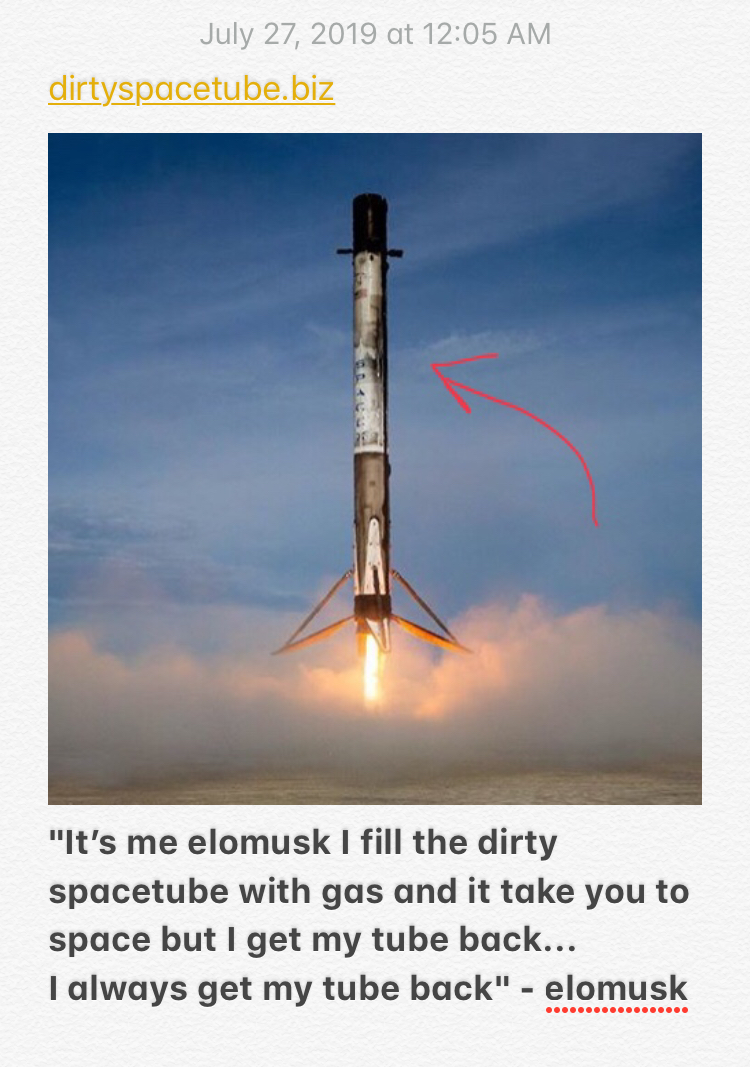 July 27, 2019 at 12:05 AM
dirtyspacetube.biz
"It’s me elomusk I fill the dirty
spacetube with gas and it take you to
space but I get my tube back...
I always get my tube back" - elomusk